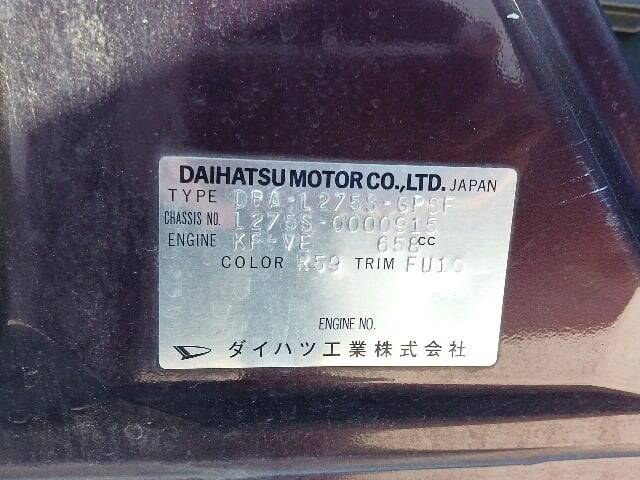 DAIHATSU MOTOR CO.,LTD. JAPAN
TYPE DBA-L275S-GPSF
CHASSIS NO. L275S-0000915
ENGINE KF-VE 658CC
COLOR R59 TRIM FU10
ENGINE NO.
ダイハツ工業株式会社